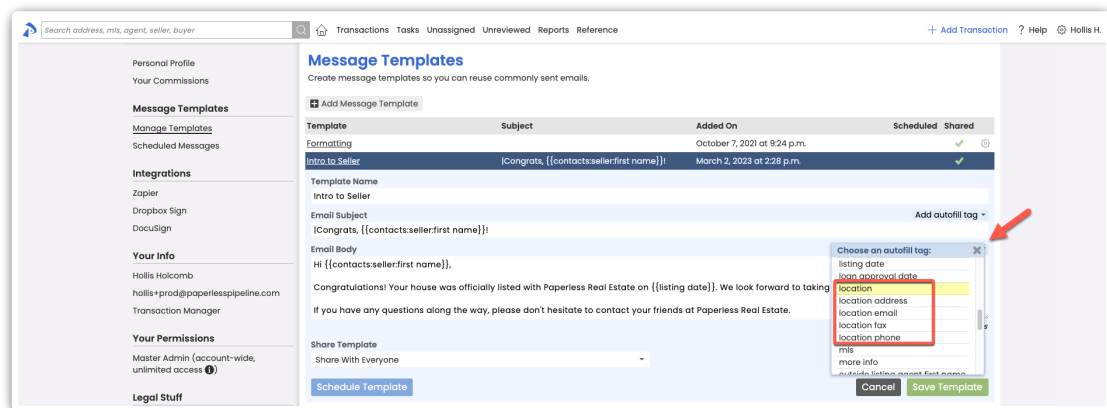 Search address, mls, agent, seller, buyer
Transactions Tasks Unassigned Unreviewed Reports Reference
Add Transaction ? Help Hollis H.
Personal Profile
Your Commissions
Message Templates
Manage Templates
Scheduled Messages
Integrations
Zapier
Dropbox Sign
DocuSign
Your Info
Hollis Holcomb
hollis+prod@paperlesspipeline.com
Transaction Manager
Your Permissions
Master Admin (account-wide,
unlimited access)
Legal Stuff
Message Templates
Create message templates so you can reuse commonly sent emails.
Add Message Template
Template Subject Added On Scheduled Shared
Formatting October 7, 2021 at 9:24 p.m.
Intro to Seller |Congrats, {{contacts:seller:first name}}! March 2, 2023 at 2:28 p.m.
Template Name
Intro to Seller
Email Subject Add autofill tag
|Congrats, {{contacts:seller:first name}}!
Email Body
Hi {{contacts:seller:first name}},
Congratulations! Your house was officially listed with Paperless Real Estate on {{listing date}}. We look forward to taking
If you have any questions along the way, please don't hesitate to contact your friends at Paperless Real Estate.
Share Template
Share With Everyone
Schedule Template
Choose an autofill tag:
listing date
loan approval date
location
location address
location email
location fax
location phone
mls
more info
outside listing agent first name
Cancel Save Template